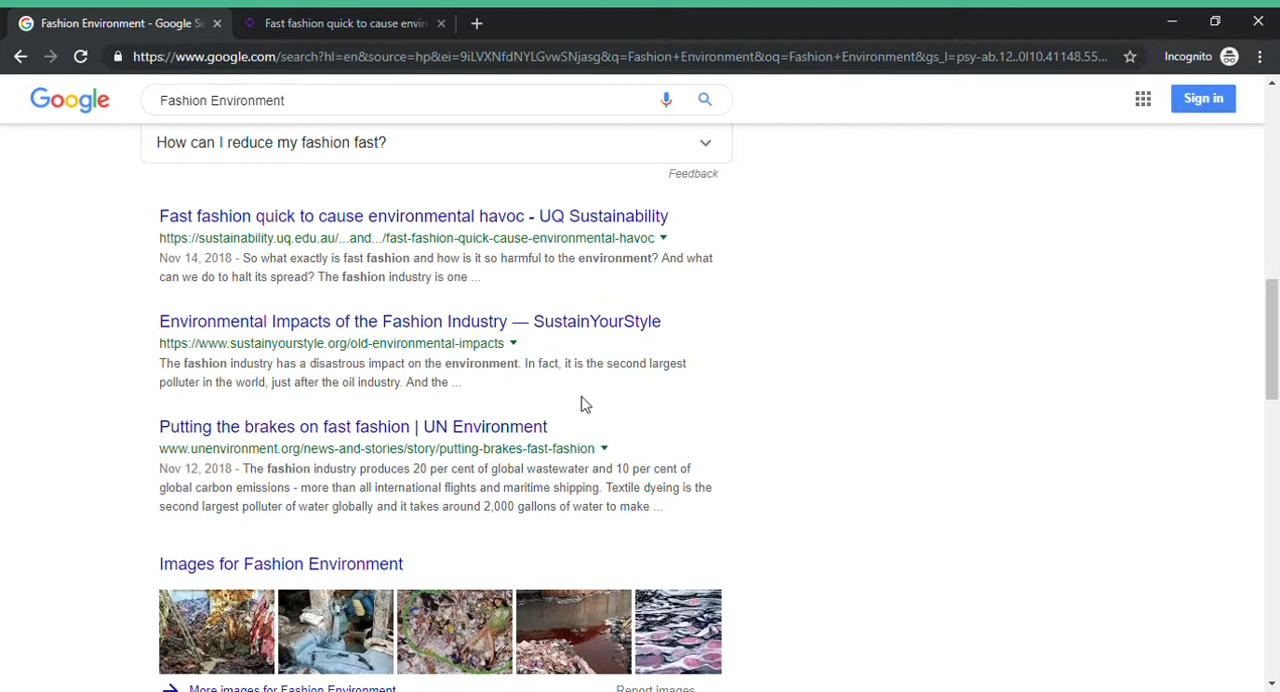 Fashion Environment - Google Se
Fast fashion quick to cause envir
https://www.google.com/search?hl=en&source=hp&ei=9iLVXNfdNYLGvwSNjasg&q=Fashion+Environment&oq=Fashion+Environment&gs_l=psy-ab.12..0l10.41148.55...
Incognito
Google
Fashion Environment
Sign in
How can I reduce my fashion fast?
Feedback
Fast fashion quick to cause environmental havoc - UQ Sustainability
https://sustainability.uq.edu.au/...and.../fast-fashion-quick-cause-environmental-havoc
Nov 14, 2018 - So what exactly is fast fashion and how is it so harmful to the environment? And what
can we do to halt its spread? The fashion industry is one ...
Environmental Impacts of the Fashion Industry — SustainYourStyle
https://www.sustainyourstyle.org/old-environmental-impacts
The fashion industry has a disastrous impact on the environment. In fact, it is the second largest
polluter in the world, just after the oil industry. And the ...
Putting the brakes on fast fashion | UN Environment
www.unenvironment.org/news-and-stories/story/putting-brakes-fast-fashion
Nov 12, 2018 - The fashion industry produces 20 per cent of global wastewater and 10 per cent of
global carbon emissions - more than all international flights and maritime shipping. Textile dyeing is the
second largest polluter of water globally and it takes around 2,000 gallons of water to make ...
Images for Fashion Environment
More images for Fashion Environment
Report images